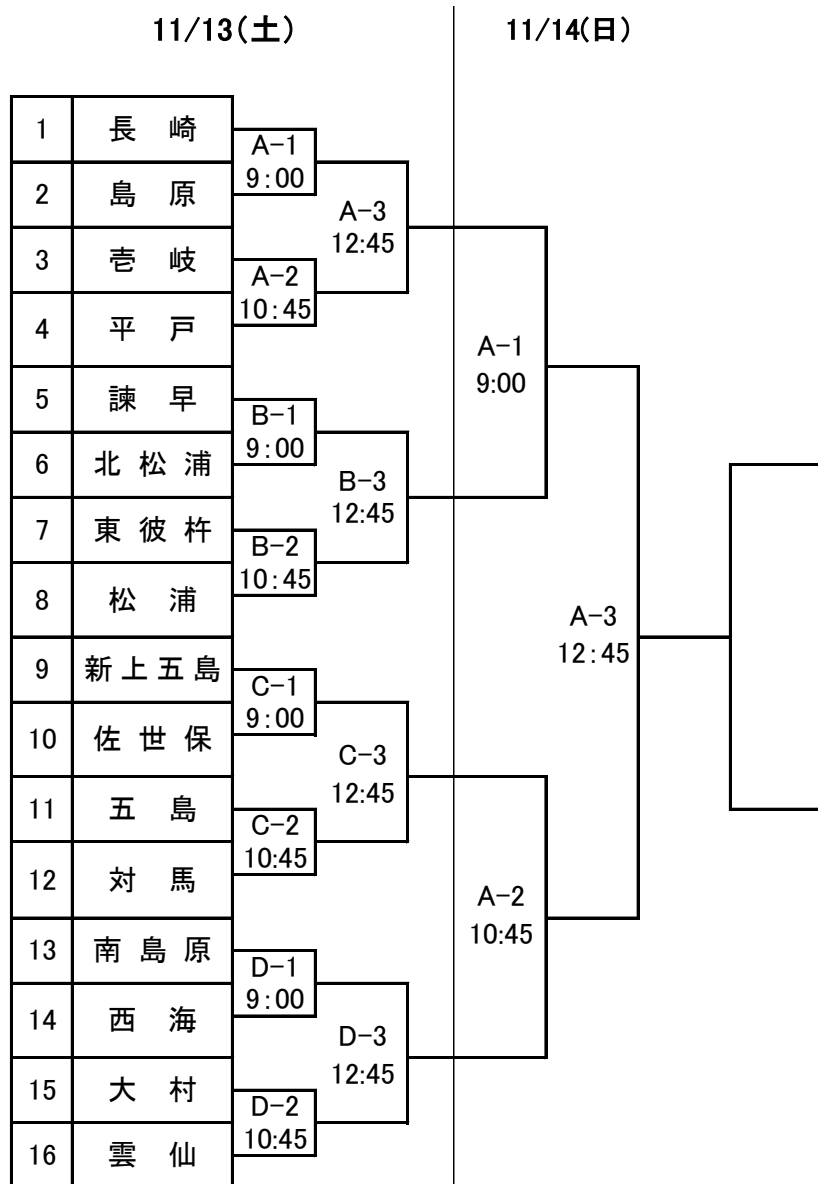 11/13(土)
11/14(日)
1 長 崎
2 島 原
3 壱 岐
4 平 戸
5 諫 早
6 北 松 浦
7 東 彼 杵
8 松 浦
9 新 上 五 島
10 佐 世 保
11 五 島
12 対 馬
13 南 島 原
14 西 海
15 大 村
16 雲 仙
A-1
9:00
A-2
10:45
B-1
9:00
B-2
10:45
C-1
9:00
C-2
10:45
D-1
9:00
D-2
10:45
A-3
12:45
B-3
12:45
C-3
12:45
D-3
12:45
A-1
9:00
A-2
10:45
A-3
12:45